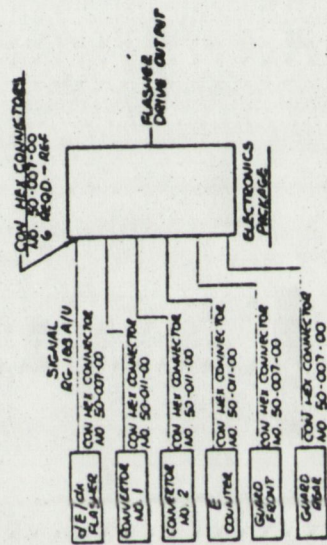 CON HEX CONNECTORS
NO. 50-007-00
6 REQD. - REF
SIGNAL
RG 188 A/U
dE/dx
FLASHER
CON HEX CONNECTOR
NO. 50-007-00
CONVERTOR
NO. 1
CON HEX CONNECTOR
NO. 50-011-00
CONVERTOR
NO. 2
CON HEX CONNECTOR
NO. 50-011-00
E
COUNTER
CON HEX CONNECTOR
NO. 50-011-00
GUARD
FRONT
CON HEX CONNECTOR
NO. 50-007-00
GUARD
REAR
CON HEX CONNECTOR
NO. 50-007-00
FLASHER
DRIVE OUTPUT
ELECTRONICS
PACKAGE